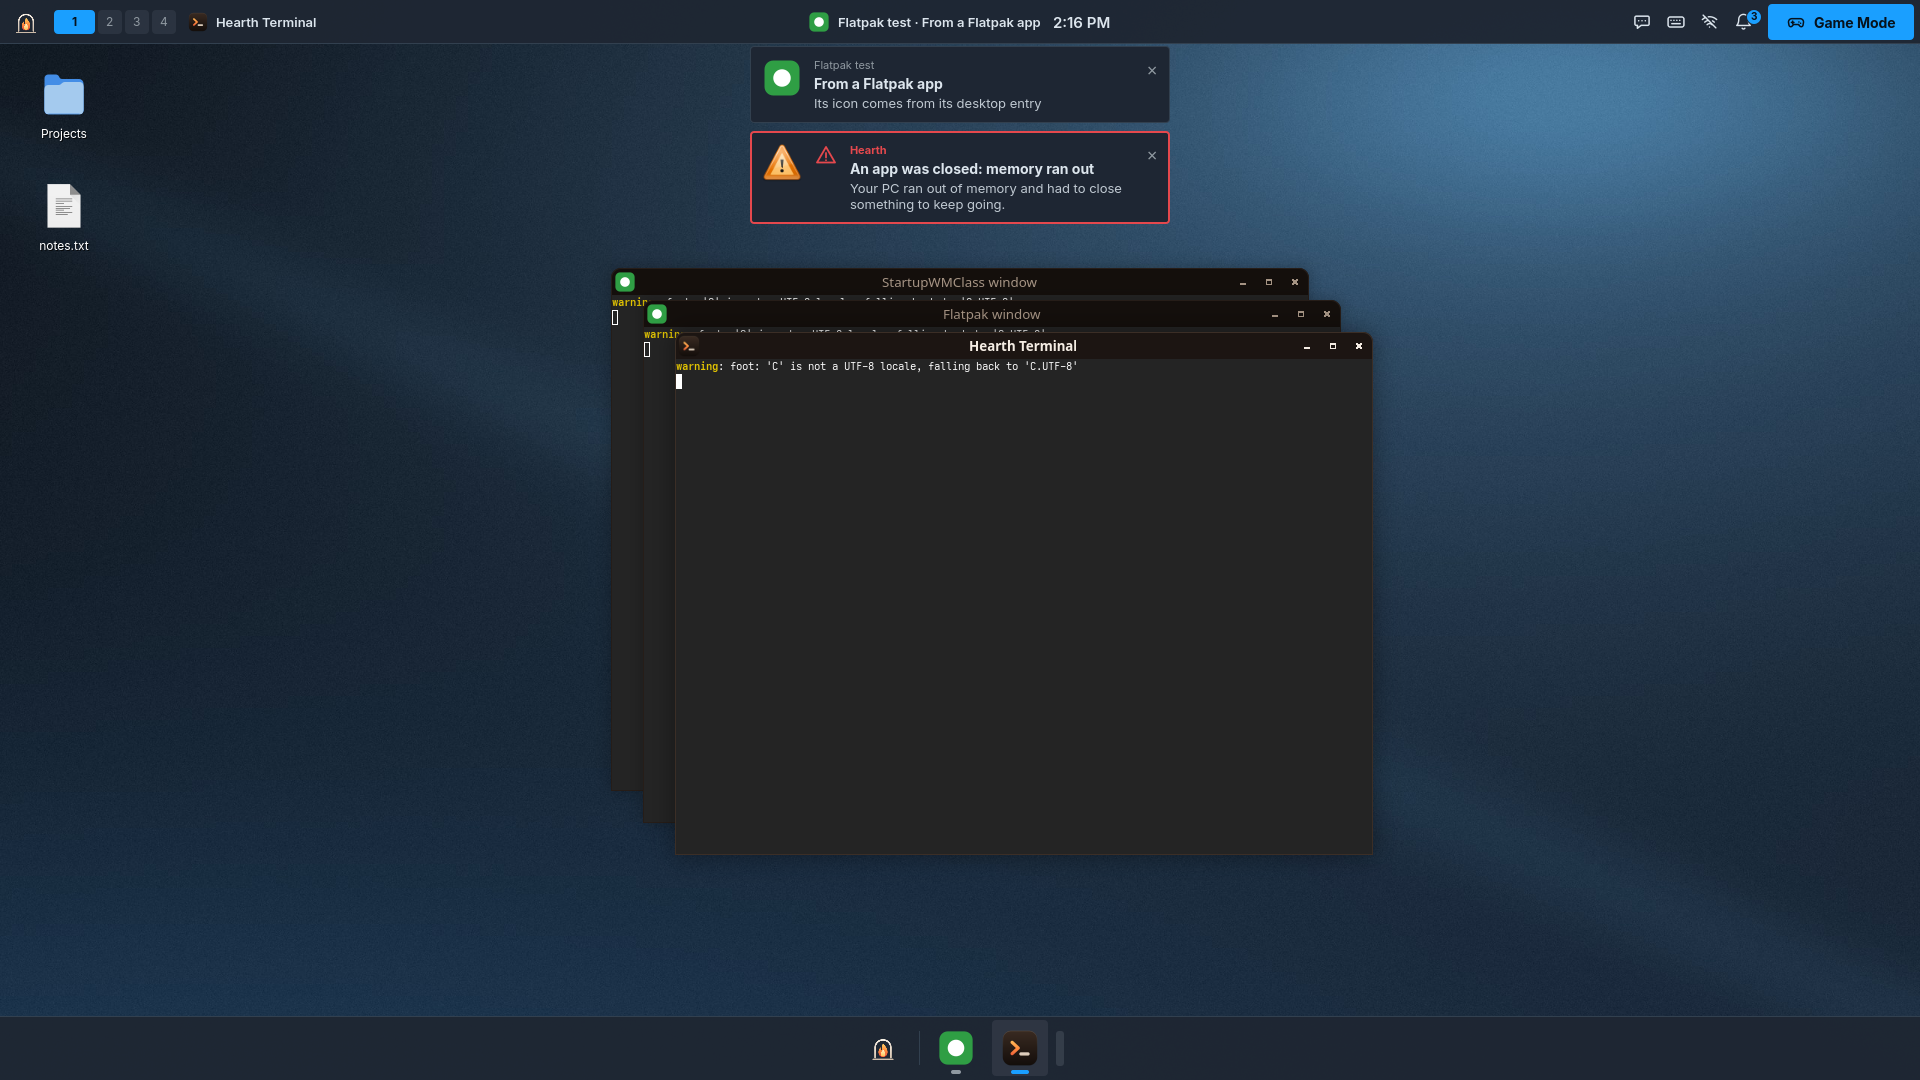 1 2 3 4 Hearth Terminal
Flatpak test · From a Flatpak app 2:16 PM
3 Game Mode
Flatpak test
From a Flatpak app
Its icon comes from its desktop entry
Hearth
An app was closed: memory ran out
Your PC ran out of memory and had to close
something to keep going.
Projects
notes.txt
StartupWMClass window
warnin
Flatpak window
warnin
Hearth Terminal
warning: foot: 'C' is not a UTF-8 locale, falling back to 'C.UTF-8'